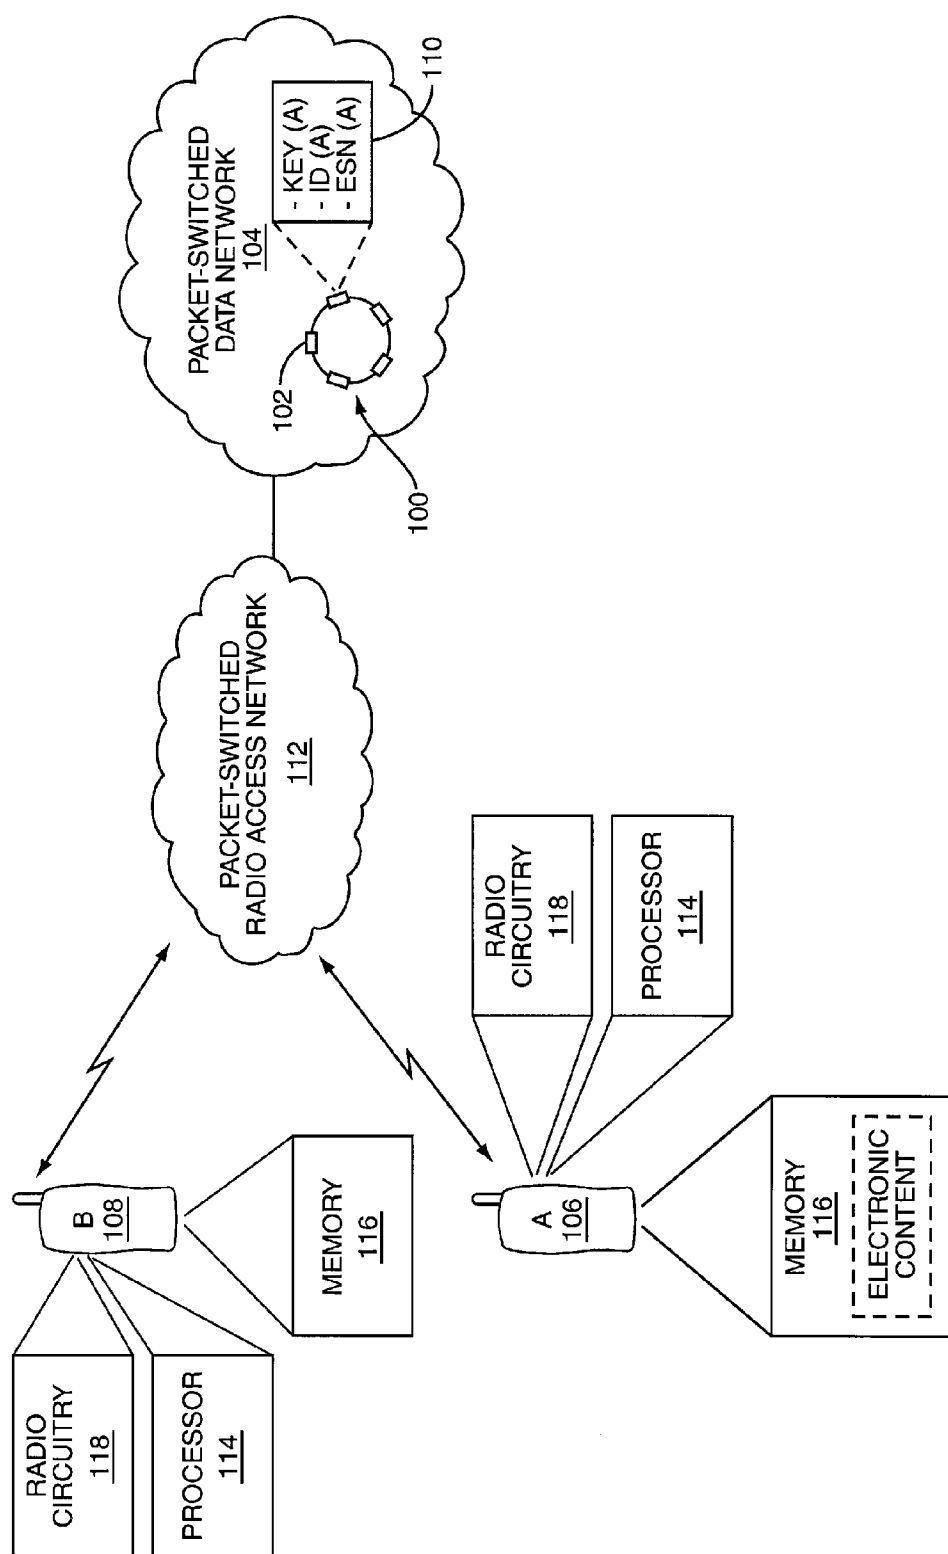 RADIO
CIRCUITRY
118
PROCESSOR
114
B
108
MEMORY
116
PACKET-SWITCHED
RADIO ACCESS NETWORK
112
PACKET-SWITCHED
DATA NETWORK
104
102
100
- KEY (A)
- ID (A)
- ESN (A)
110
A
106
RADIO
CIRCUITRY
118
PROCESSOR
114
MEMORY
116
ELECTRONIC
CONTENT